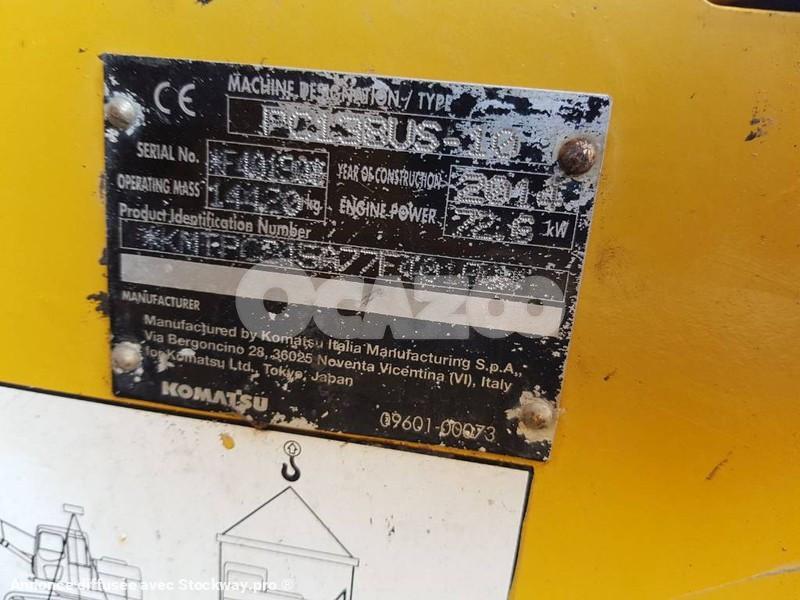 CE
MACHINE DESIGNATION / TYPE
PC138US-10
SERIAL No.
YEAR OF CONSTRUCTION 2014
OPERATING MASS 14420 kg
ENGINE POWER 72.6 kW
Product Identification Number
MANUFACTURER
OCAZOO
Manufactured by Komatsu Italia Manufacturing S.p.A.,
Via Bergoncino 28, 36025 Noventa Vicentina (VI), Italy
for Komatsu Ltd., Tokyo, Japan
KOMATSU
09601-00073
Annonce diffusée avec Stockway.pro ®